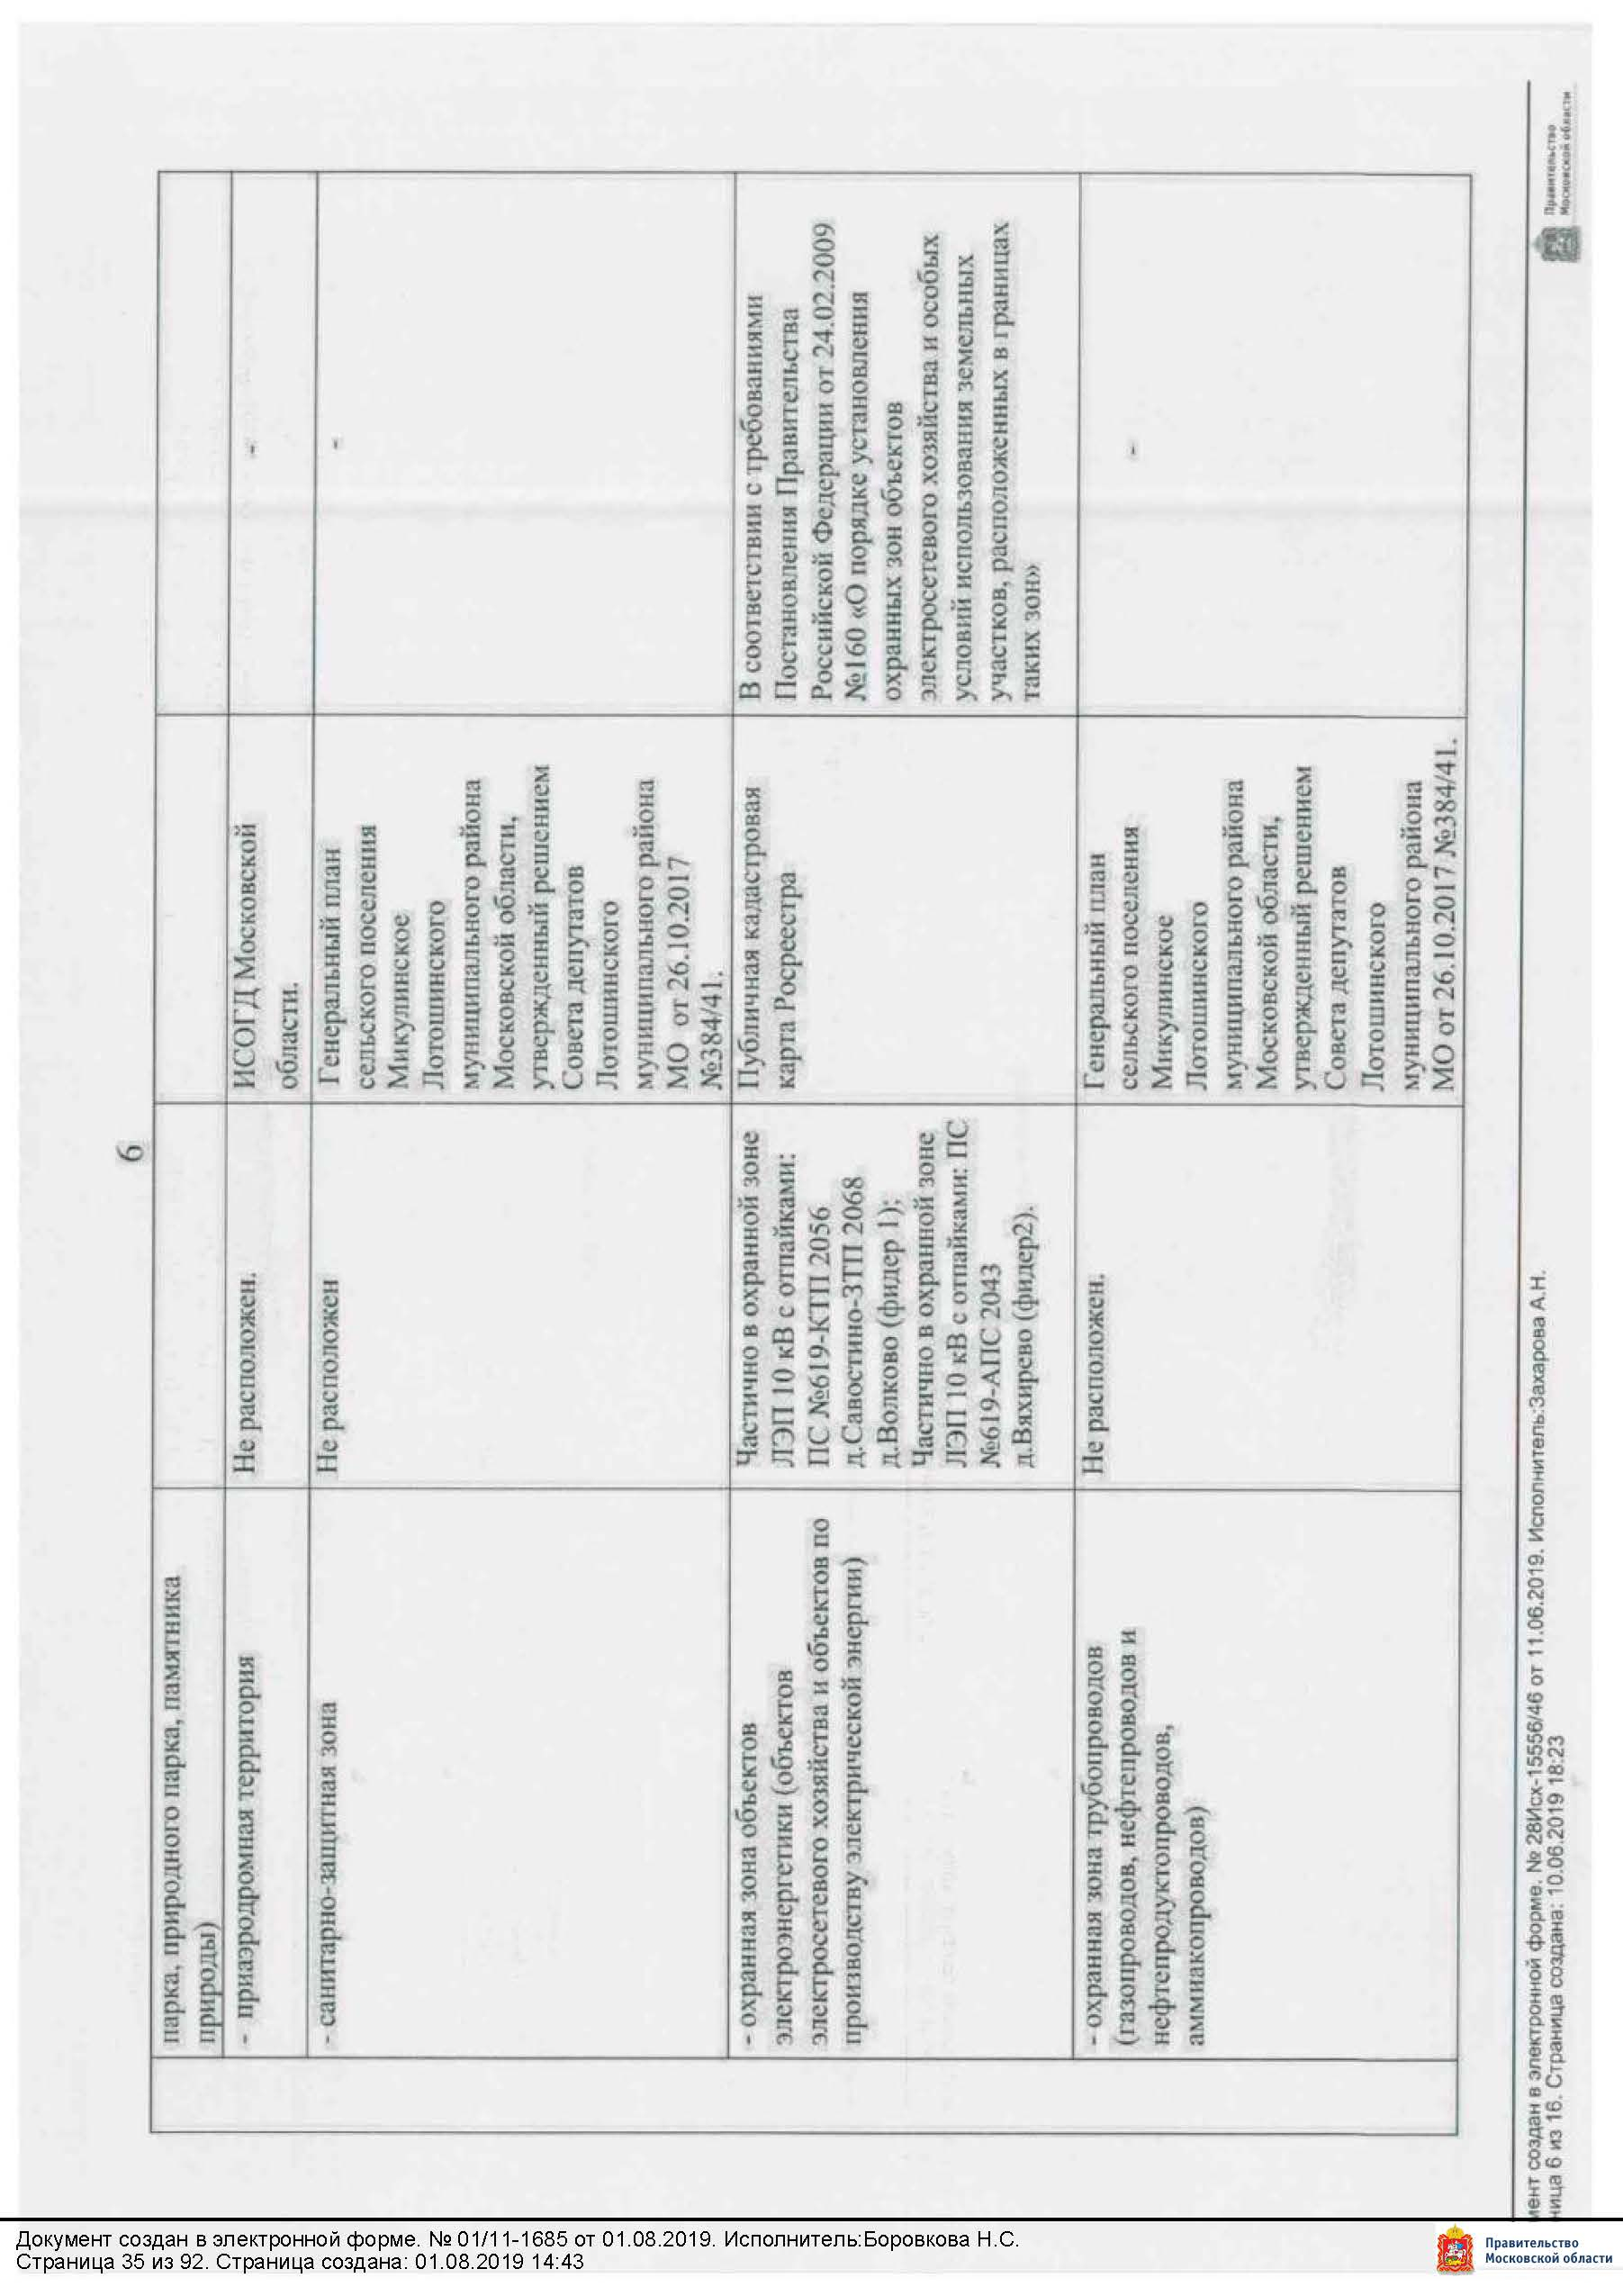 6
парка, природного парка, памятника
природы)
- приаэродромная территория
Не расположен.
ИСОГД Московской
области.
-
- санитарно-защитная зона
Не расположен
Генеральный план
сельского поселения
Микулинское
Лотошинского
муниципального района
Московской области,
утвержденный решением
Совета депутатов
Лотошинского
муниципального района
МО от 26.10.2017
№384/41.
-
- охранная зона объектов
электроэнергетики (объектов
электросетевого хозяйства и объектов по
производству электрической энергии)
Частично в охранной зоне
ЛЭП 10 кВ с отпайками:
ПС №619-КТП 2056
д.Савостино-ЗТП 2068
д.Волково (фидер 1);
Частично в охранной зоне
ЛЭП 10 кВ с отпайками: ПС
№619-АПС 2043
д.Вяхирево (фидер2).
Публичная кадастровая
карта Росреестра
В соответствии с требованиями
Постановления Правительства
Российской Федерации от 24.02.2009
№160 «О порядке установления
охранных зон объектов
электросетевого хозяйства и особых
условий использования земельных
участков, расположенных в границах
таких зон»
- охранная зона трубопроводов
(газопроводов, нефтепроводов и
нефтепродуктопроводов,
аммиакопроводов)
Не расположен.
Генеральный план
сельского поселения
Микулинское
Лотошинского
муниципального района
Московской области,
утвержденный решением
Совета депутатов
Лотошинского
муниципального района
МО от 26.10.2017 №384/41.
-
мент создан в электронной форме. № 28Исх-15556/46 от 11.06.2019. Исполнитель:Захарова А.Н.
ница 6 из 16. Страница создана: 10.06.2019 18:23
Правительство
Московской области
Документ создан в электронной форме. № 01/11-1685 от 01.08.2019. Исполнитель:Боровкова Н.С.
Страница 35 из 92. Страница создана: 01.08.2019 14:43
Правительство
Московской области